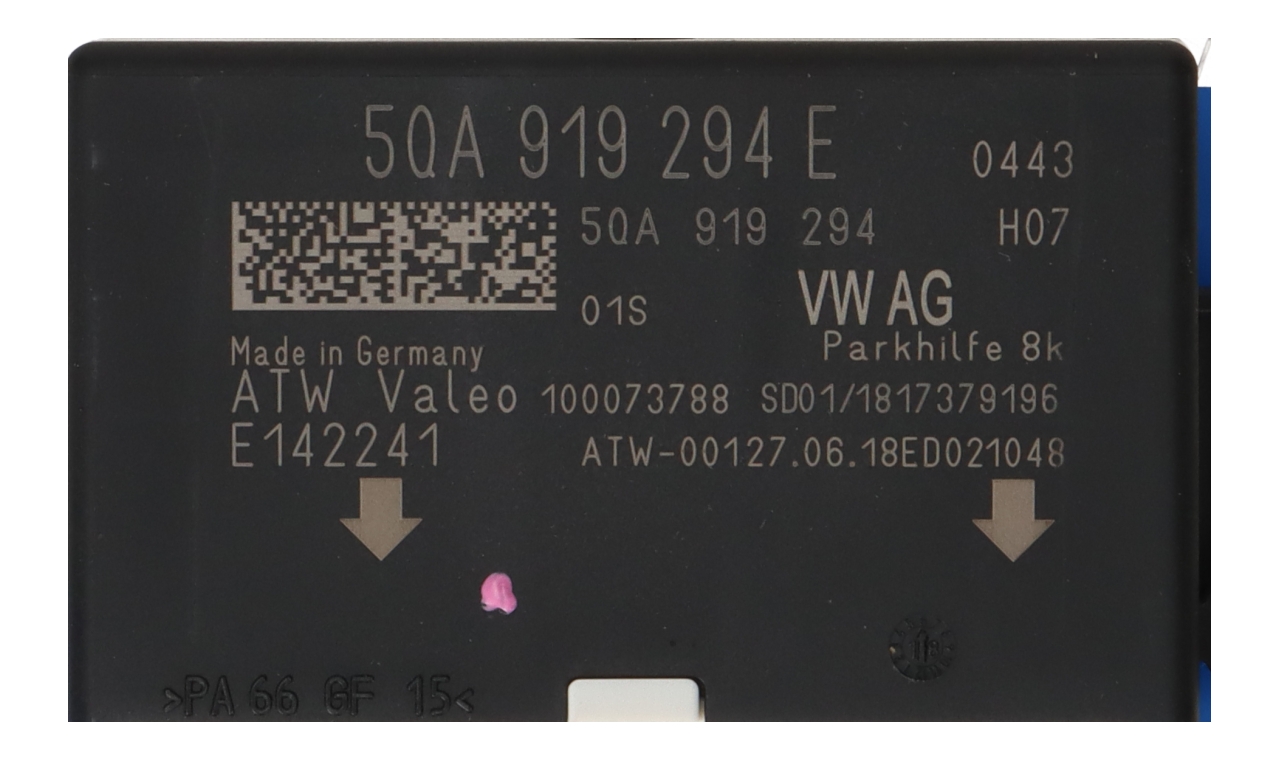 5QA 919 294 E 0443
5QA 919 294 H07
01S VW AG
Parkhilfe 8k
Made in Germany
ATW Valeo 100073788 SD01/1817379196
E142241 ATW-00127.06.18ED021048
>PA 66 GF 15<